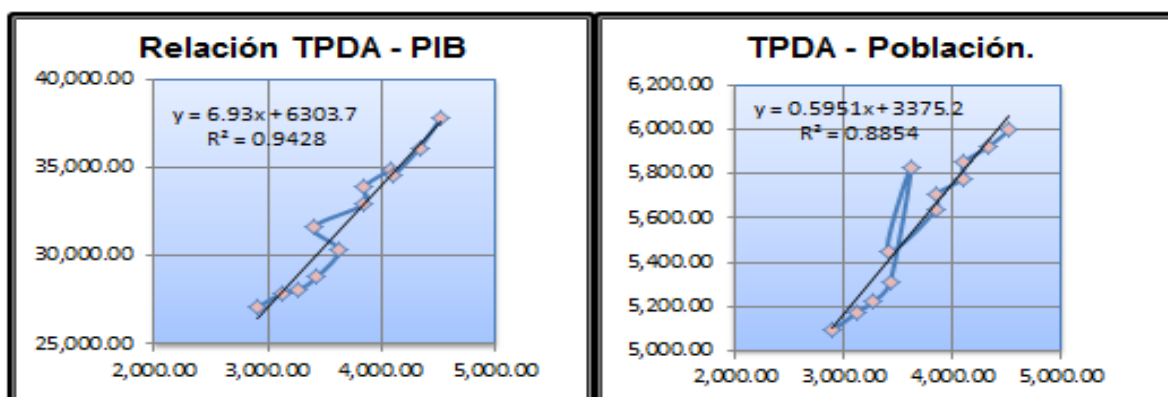 Relación TPDA - PIB
40,000.00
y = 6.93x + 6303.7
R² = 0.9428
35,000.00
30,000.00
25,000.00
2,000.00 3,000.00 4,000.00 5,000.00
TPDA - Población.
6,200.00
y = 0.5951x + 3375.2
6,000.00
R² = 0.8854
5,800.00
5,600.00
5,400.00
5,200.00
5,000.00
2,000.00 3,000.00 4,000.00 5,000.00